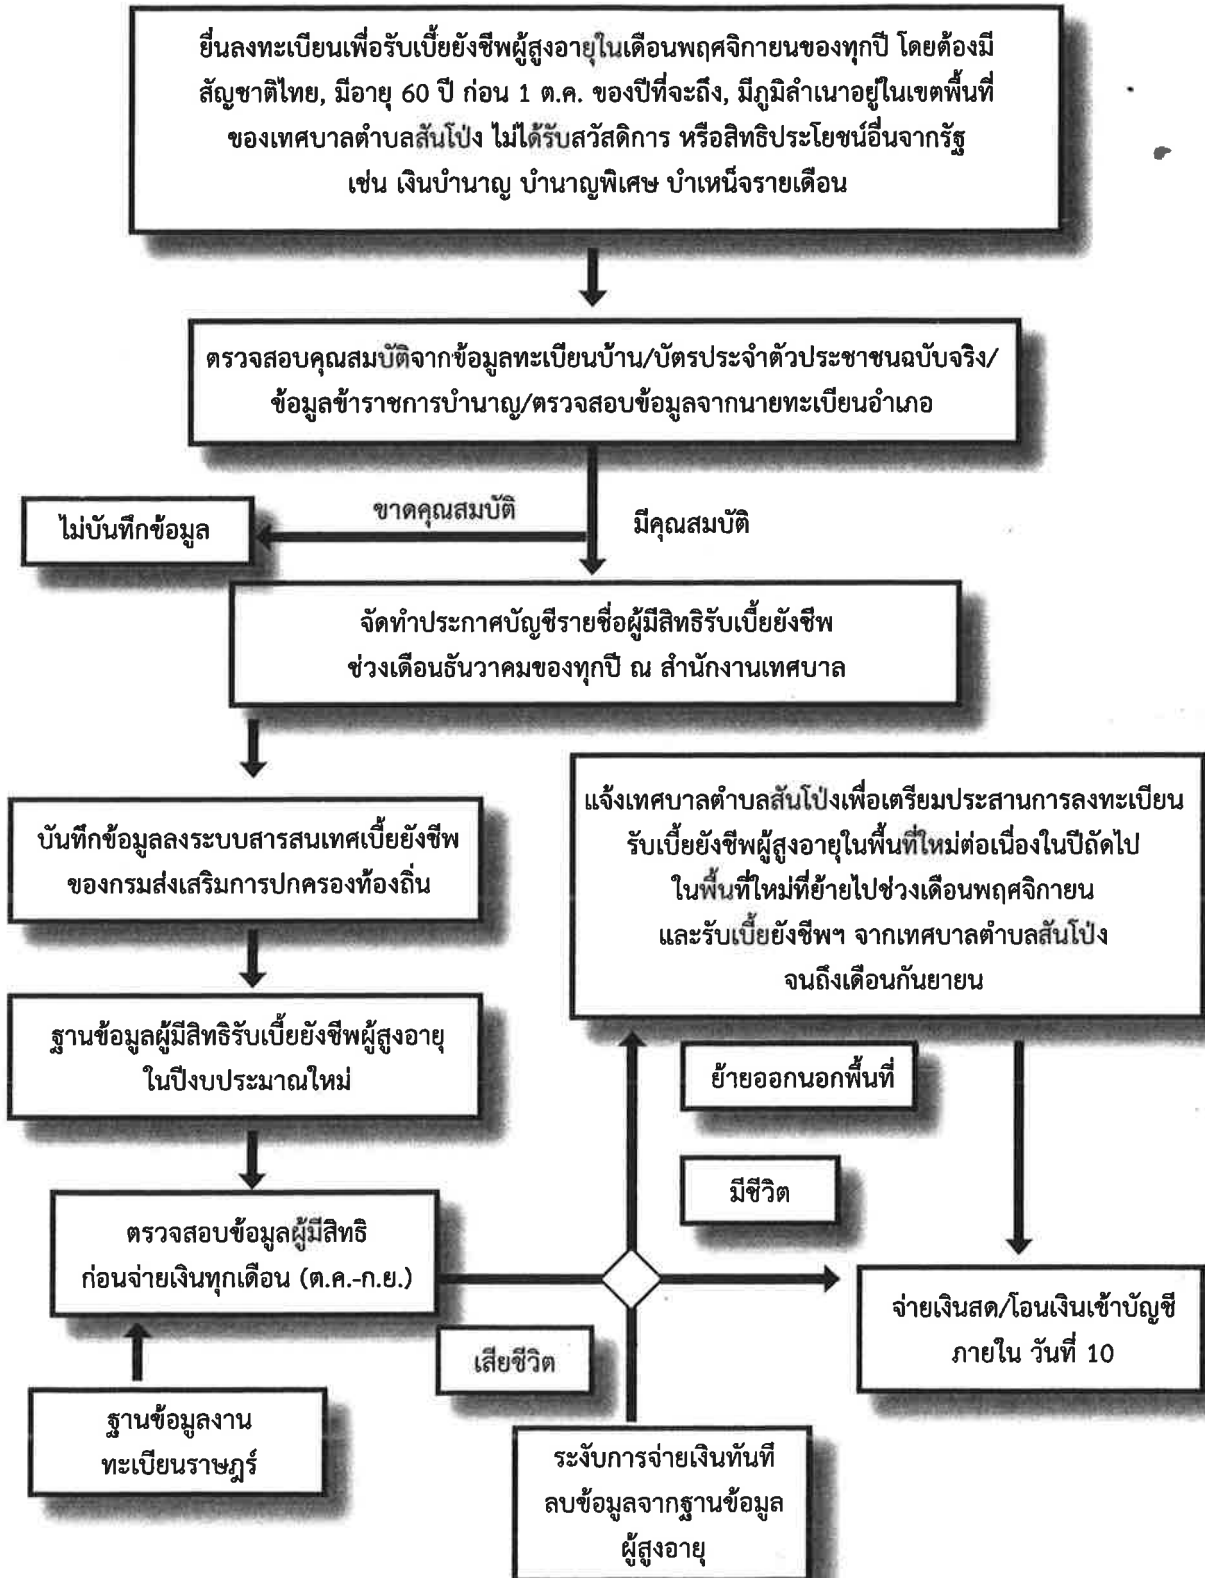 ยื่นลงทะเบียนเพื่อรับเบี้ยยังชีพผู้สูงอายุในเดือนพฤศจิกายนของทุกปี โดยต้องมี
สัญชาติไทย, มีอายุ 60 ปี ก่อน 1 ต.ค. ของปีที่จะถึง, มีภูมิลำเนาอยู่ในเขตพื้นที่
ของเทศบาลตำบลสันโป่ง ไม่ได้รับสวัสดิการ หรือสิทธิประโยชน์อื่นจากรัฐ
เช่น เงินบำนาญ บำนาญพิเศษ บำเหน็จรายเดือน
ตรวจสอบคุณสมบัติจากข้อมูลทะเบียนบ้าน/บัตรประจำตัวประชาชนฉบับจริง/
ข้อมูลข้าราชการบำนาญ/ตรวจสอบข้อมูลจากนายทะเบียนอำเภอ
ขาดคุณสมบัติ
มีคุณสมบัติ
ไม่บันทึกข้อมูล
จัดทำประกาศบัญชีรายชื่อผู้มีสิทธิรับเบี้ยยังชีพ
ช่วงเดือนธันวาคมของทุกปี ณ สำนักงานเทศบาล
บันทึกข้อมูลลงระบบสารสนเทศเบี้ยยังชีพ
ของกรมส่งเสริมการปกครองท้องถิ่น
แจ้งเทศบาลตำบลสันโป่งเพื่อเตรียมประสานการลงทะเบียน
รับเบี้ยยังชีพผู้สูงอายุในพื้นที่ใหม่ต่อเนื่องในปีถัดไป
ในพื้นที่ใหม่ที่ย้ายไปช่วงเดือนพฤศจิกายน
และรับเบี้ยยังชีพฯ จากเทศบาลตำบลสันโป่ง
จนถึงเดือนกันยายน
ฐานข้อมูลผู้มีสิทธิรับเบี้ยยังชีพผู้สูงอายุ
ในปีงบประมาณใหม่
ย้ายออกนอกพื้นที่
มีชีวิต
ตรวจสอบข้อมูลผู้มีสิทธิ
ก่อนจ่ายเงินทุกเดือน (ต.ค.-ก.ย.)
จ่ายเงินสด/โอนเงินเข้าบัญชี
ภายใน วันที่ 10
เสียชีวิต
ฐานข้อมูลงาน
ทะเบียนราษฎร์
ระงับการจ่ายเงินทันที
ลบข้อมูลจากฐานข้อมูล
ผู้สูงอายุ